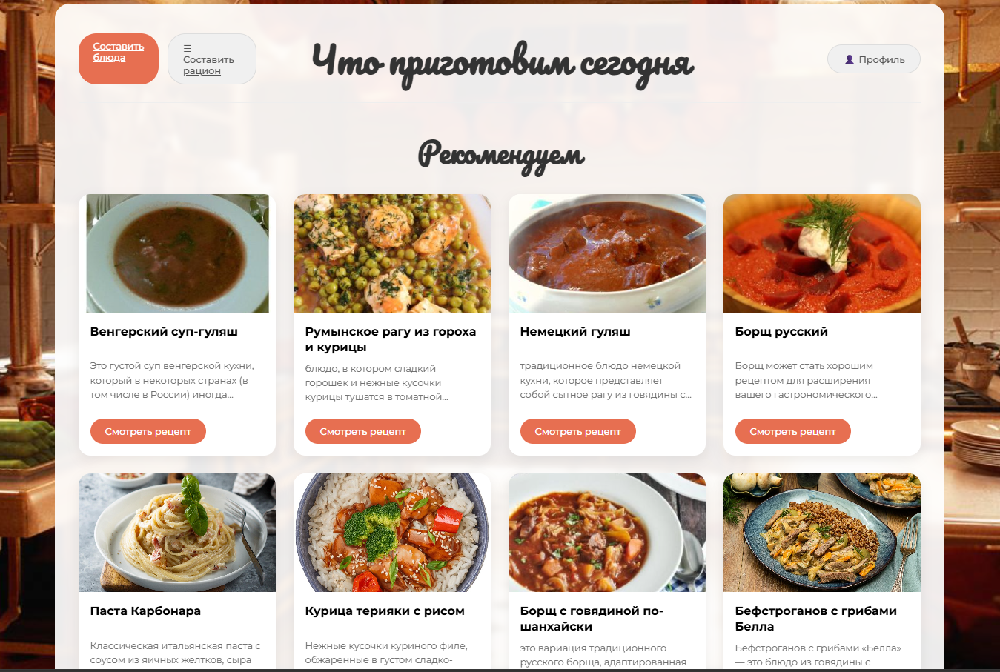 Составить
блюда
☰
Составить
рацион
Что приготовим сегодня
👤 Профиль
Рекомендуем
Венгерский суп-гуляш
Это густой суп венгерской кухни,
который в некоторых странах (в
том числе в России) иногда...
Смотреть рецепт
Румынское рагу из гороха
и курицы
блюдо, в котором сладкий
горошек и нежные кусочки
курицы тушатся в томатной...
Смотреть рецепт
Немецкий гуляш
традиционное блюдо немецкой
кухни, которое представляет
собой сытное рагу из говядины с...
Смотреть рецепт
Борщ русский
Борщ может стать хорошим
рецептом для расширения
вашего гастрономического...
Смотреть рецепт
Паста Карбонара
Классическая итальянская паста с
соусом из яичных желтков, сыра
Курица терияки с рисом
Нежные кусочки куриного филе,
обжаренные в густом сладко-
Борщ с говядиной по-
шанхайски
это вариация традиционного
русского борща, адаптированная
Бефстроганов с грибами
Белла
Бефстроганов с грибами «Белла»
— это блюдо из говядины с